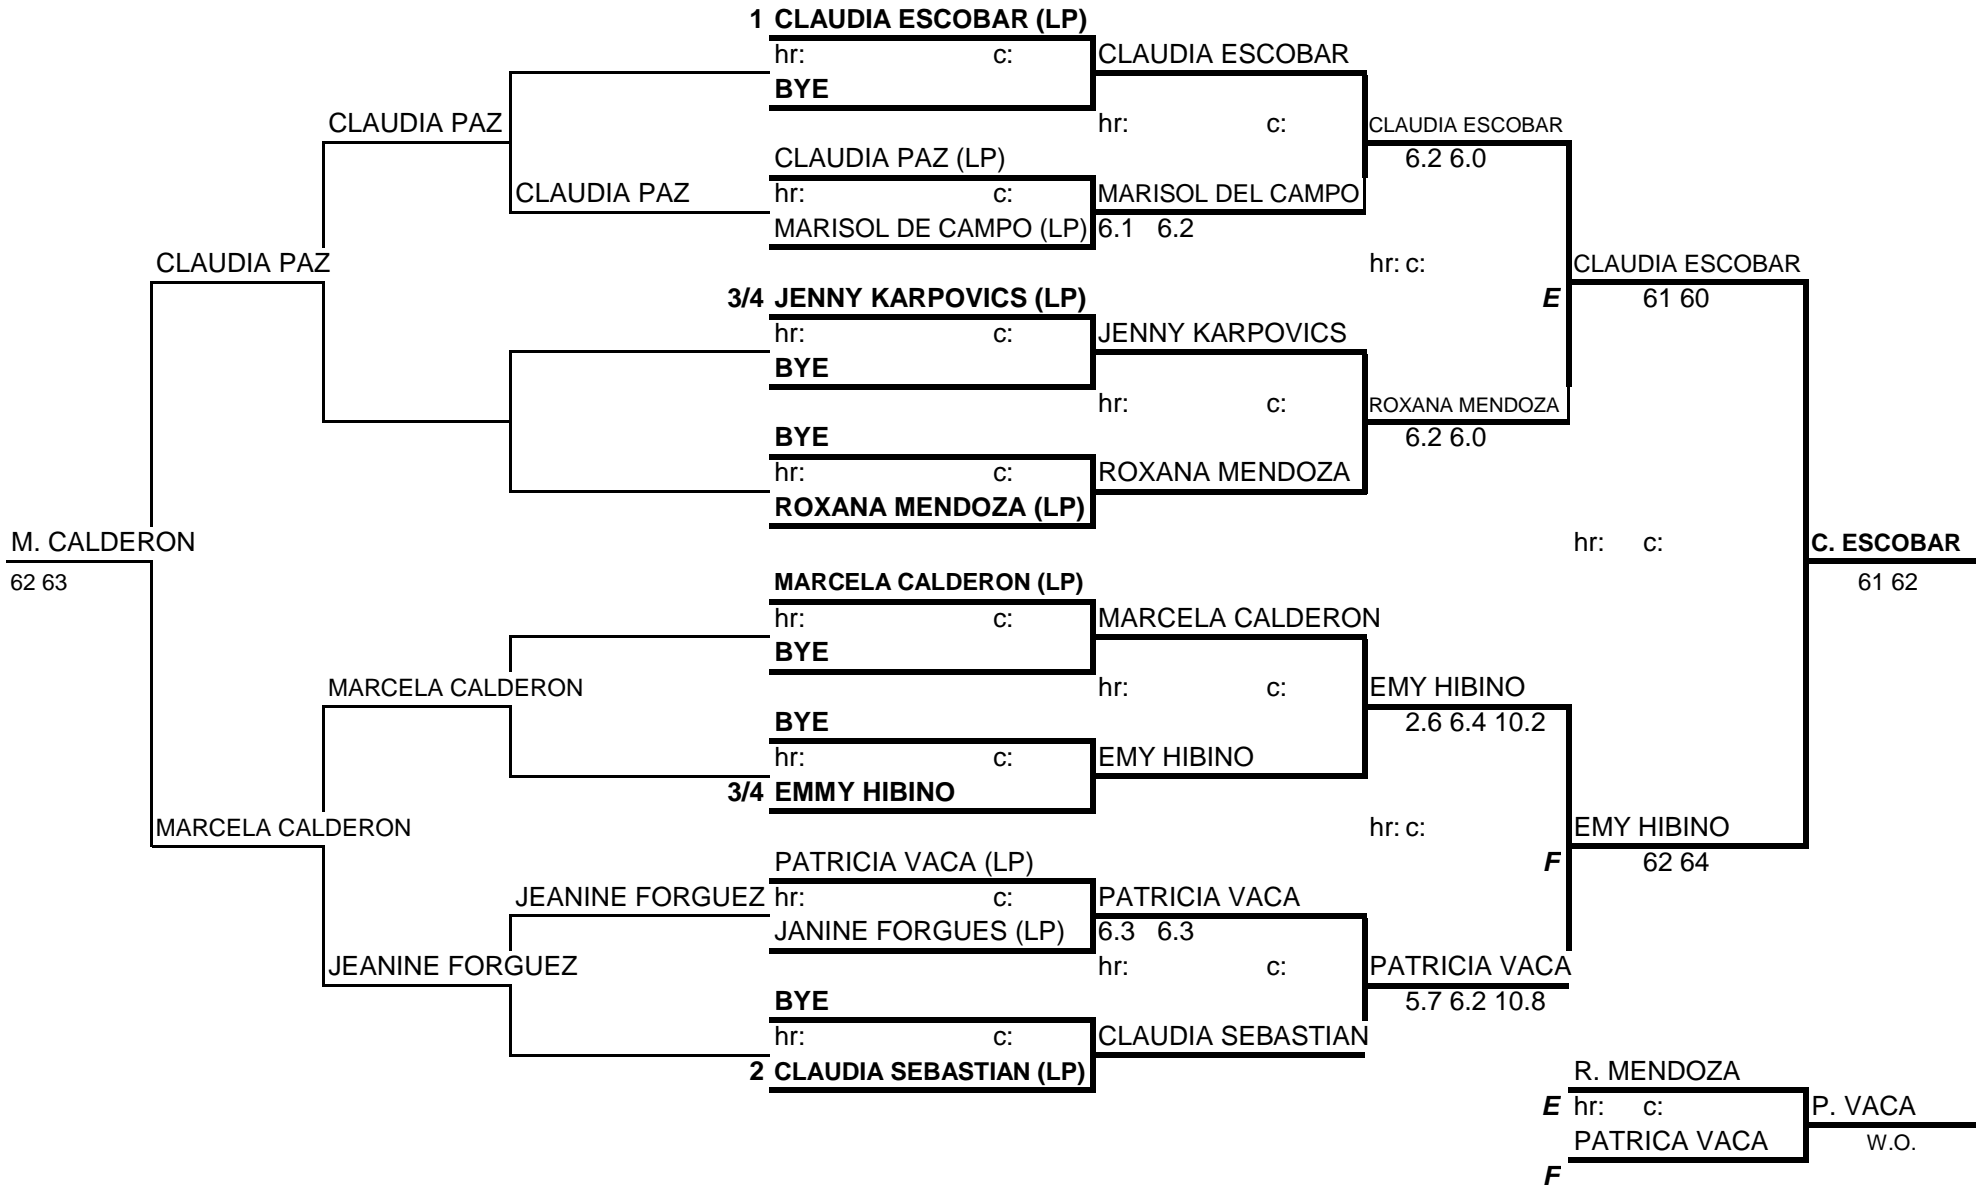 1 CLAUDIA ESCOBAR (LP)
hr: c: CLAUDIA ESCOBAR
BYE
CLAUDIA PAZ hr: c: CLAUDIA ESCOBAR
CLAUDIA PAZ (LP) 6.2 6.0
CLAUDIA PAZ hr: c: MARISOL DEL CAMPO
MARISOL DE CAMPO (LP) 6.1 6.2
CLAUDIA PAZ hr: c: CLAUDIA ESCOBAR
3/4 JENNY KARPOVICS (LP) E 61 60
hr: c: JENNY KARPOVICS
BYE
hr: c: ROXANA MENDOZA
BYE 6.2 6.0
hr: c: ROXANA MENDOZA
ROXANA MENDOZA (LP)
M. CALDERON hr: c: C. ESCOBAR
62 63 MARCELA CALDERON (LP) 61 62
hr: c: MARCELA CALDERON
BYE
MARCELA CALDERON hr: c: EMY HIBINO
BYE 2.6 6.4 10.2
hr: c: EMY HIBINO
3/4 EMMY HIBINO
MARCELA CALDERON hr: c: EMY HIBINO
PATRICIA VACA (LP) F 62 64
JEANINE FORGUEZ hr: c: PATRICIA VACA
JANINE FORGUES (LP) 6.3 6.3
JEANINE FORGUEZ hr: c: PATRICIA VACA
BYE 5.7 6.2 10.8
hr: c: CLAUDIA SEBASTIAN
2 CLAUDIA SEBASTIAN (LP) R. MENDOZA
E hr: c: P. VACA
PATRICA VACA W.O.
F